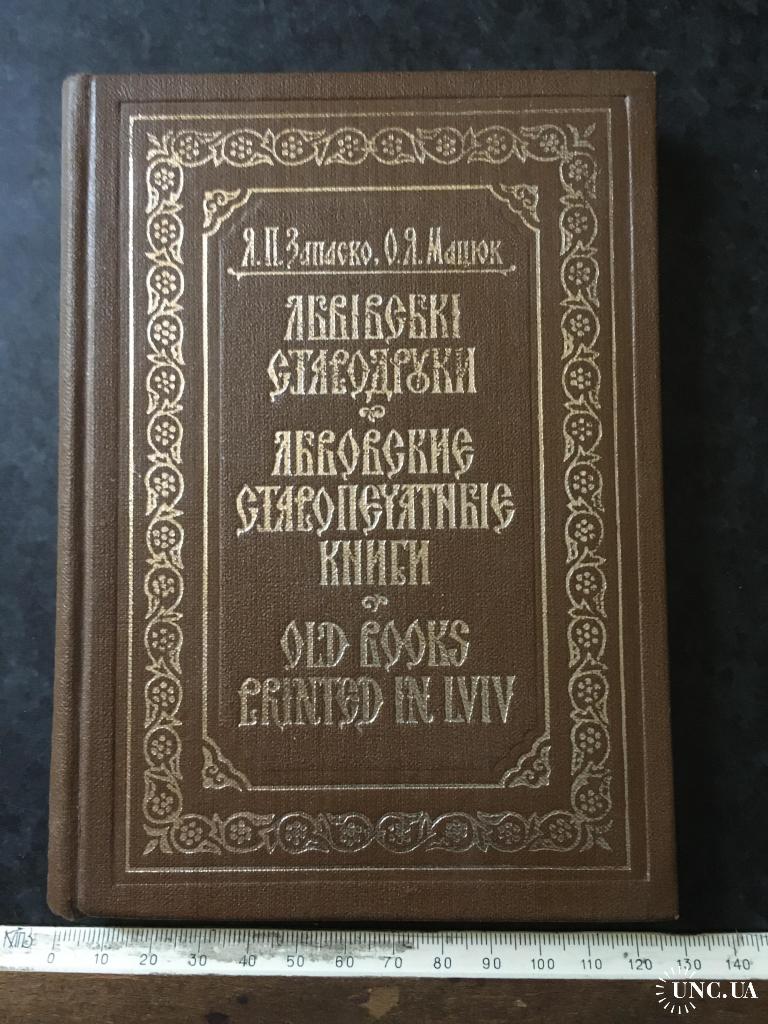 Я.П. Запаско, О.Я. Мацюк
ЛЬВІВСЬКІ
СТАРОДРУКИ
ЛЬВОВСКИЕ
СТАРОПЕЧАТНЫЕ
КНИГИ
OLD BOOKS
PRINTED IN LVIV
10 20 30 40 50 60 70 80 90 100 110 120 130 140
UNC.UA